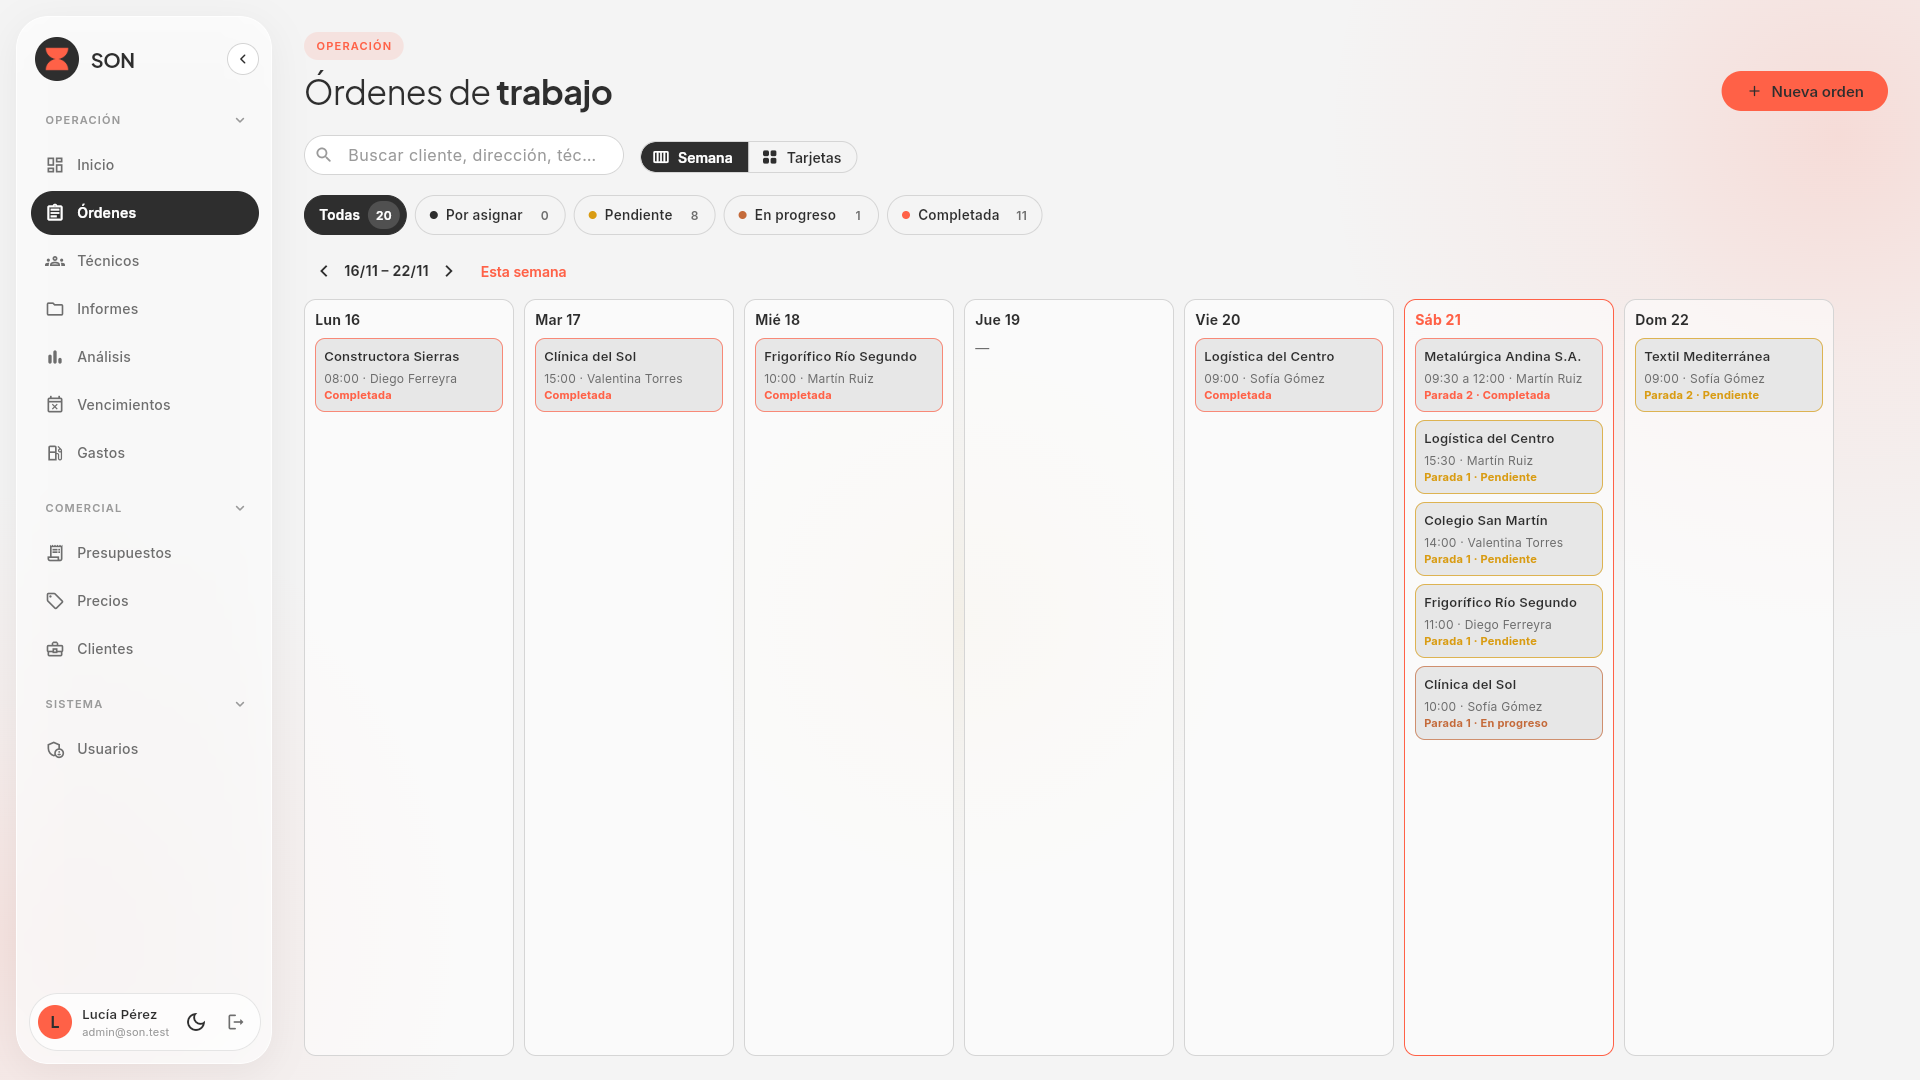 SON
OPERACIÓN
Inicio
Órdenes
Técnicos
Informes
Análisis
Vencimientos
Gastos
COMERCIAL
Presupuestos
Precios
Clientes
SISTEMA
Usuarios
L
Lucía Pérez
admin@son.test
OPERACIÓN
Órdenes de trabajo
Nueva orden
Buscar cliente, dirección, téc...
Semana
Tarjetas
Todas 20
Por asignar 0
Pendiente 8
En progreso 1
Completada 11
16/11 – 22/11
Esta semana
Lun 16
Constructora Sierras
08:00 · Diego Ferreyra
Completada
Mar 17
Clínica del Sol
15:00 · Valentina Torres
Completada
Mié 18
Frigorífico Río Segundo
10:00 · Martín Ruiz
Completada
Jue 19
—
Vie 20
Logística del Centro
09:00 · Sofía Gómez
Completada
Sáb 21
Metalúrgica Andina S.A.
09:30 a 12:00 · Martín Ruiz
Parada 2 · Completada
Logística del Centro
15:30 · Martín Ruiz
Parada 1 · Pendiente
Colegio San Martín
14:00 · Valentina Torres
Parada 1 · Pendiente
Frigorífico Río Segundo
11:00 · Diego Ferreyra
Parada 1 · Pendiente
Clínica del Sol
10:00 · Sofía Gómez
Parada 1 · En progreso
Dom 22
Textil Mediterránea
09:00 · Sofía Gómez
Parada 2 · Pendiente